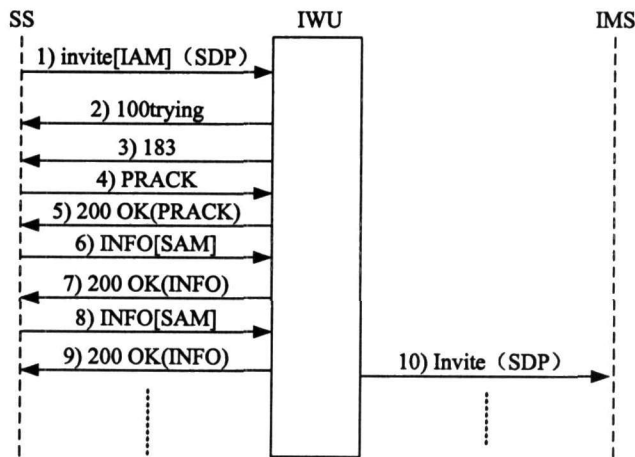 SS IWU IMS
1) invite[IAM]（SDP）
2) 100trying
3) 183
4) PRACK
5) 200 OK(PRACK)
6) INFO[SAM]
7) 200 OK(INFO)
8) INFO[SAM]
9) 200 OK(INFO)
10) Invite（SDP）